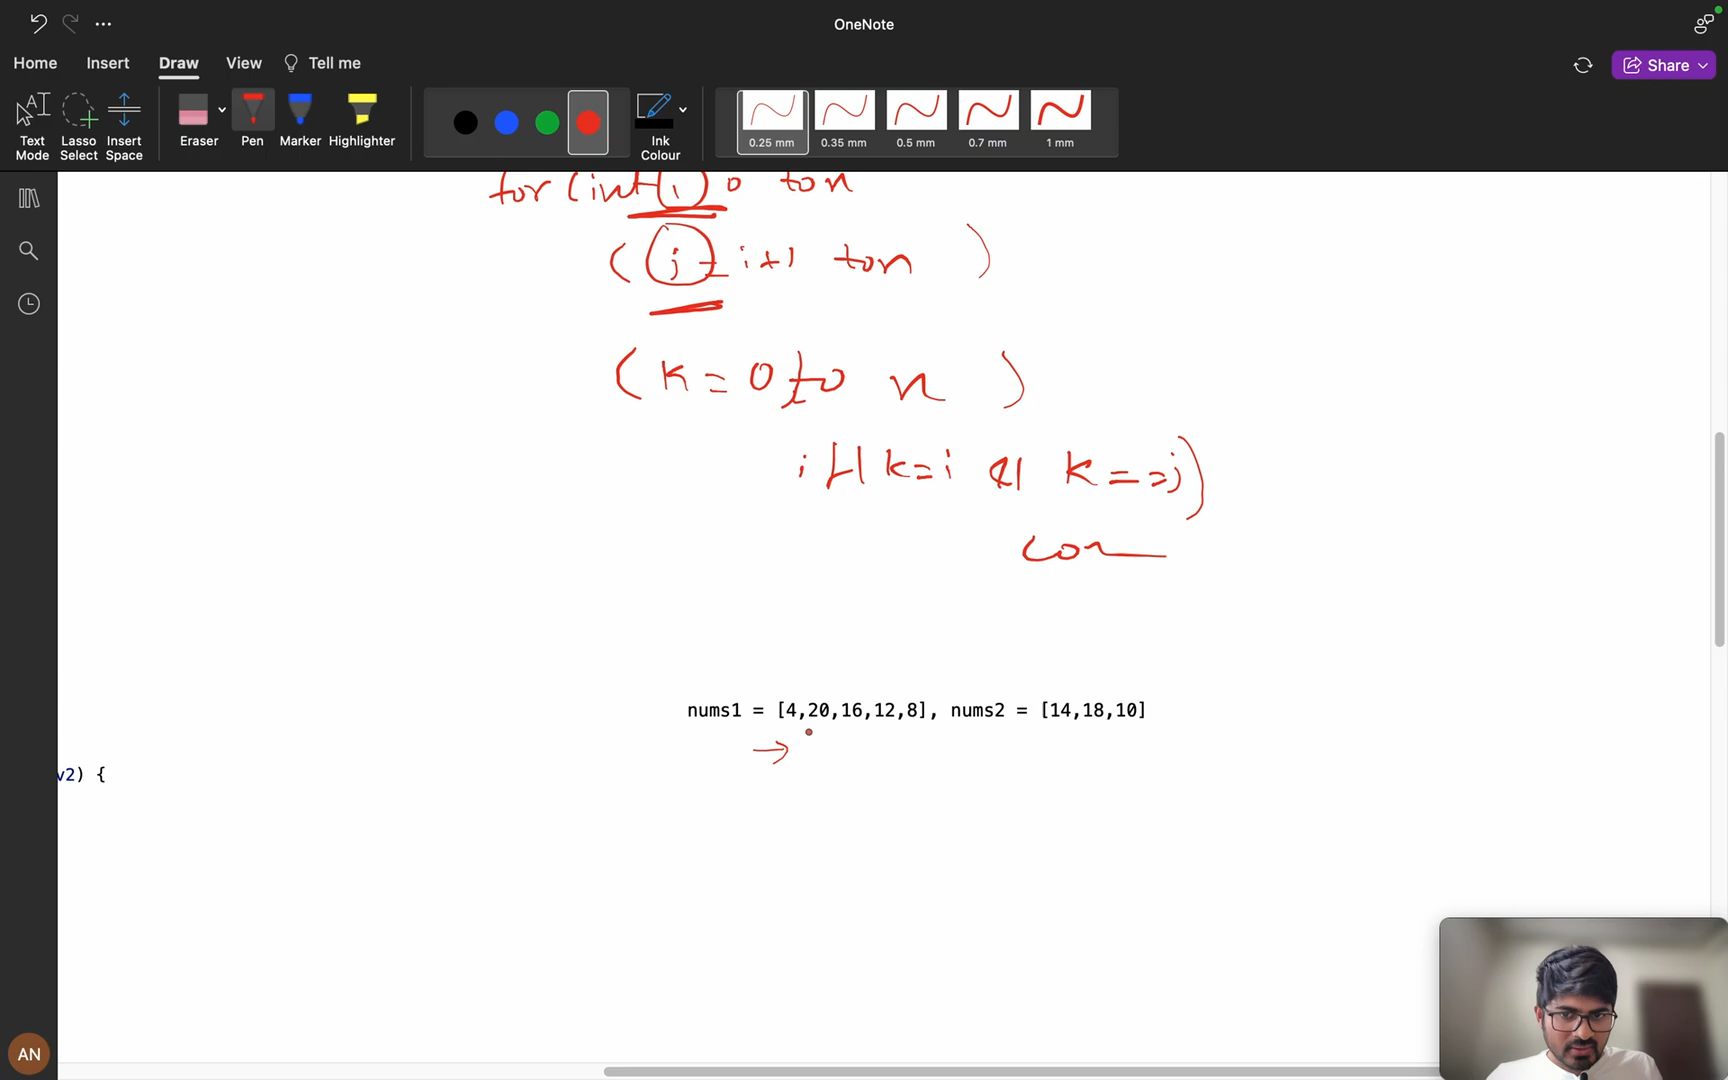 OneNote
Home Insert Draw View Tell me
Share
Text Mode
Lasso Select
Insert Space
Eraser
Pen
Marker
Highlighter
Ink Colour
0.25 mm 0.35 mm 0.5 mm 0.7 mm 1 mm
for (int i) 0 to n
( j = i+1 to n )
( k = 0 to n )
if( k = i && k == j)
con
nums1 = [4,20,16,12,8], nums2 = [14,18,10]
v2) {
AN